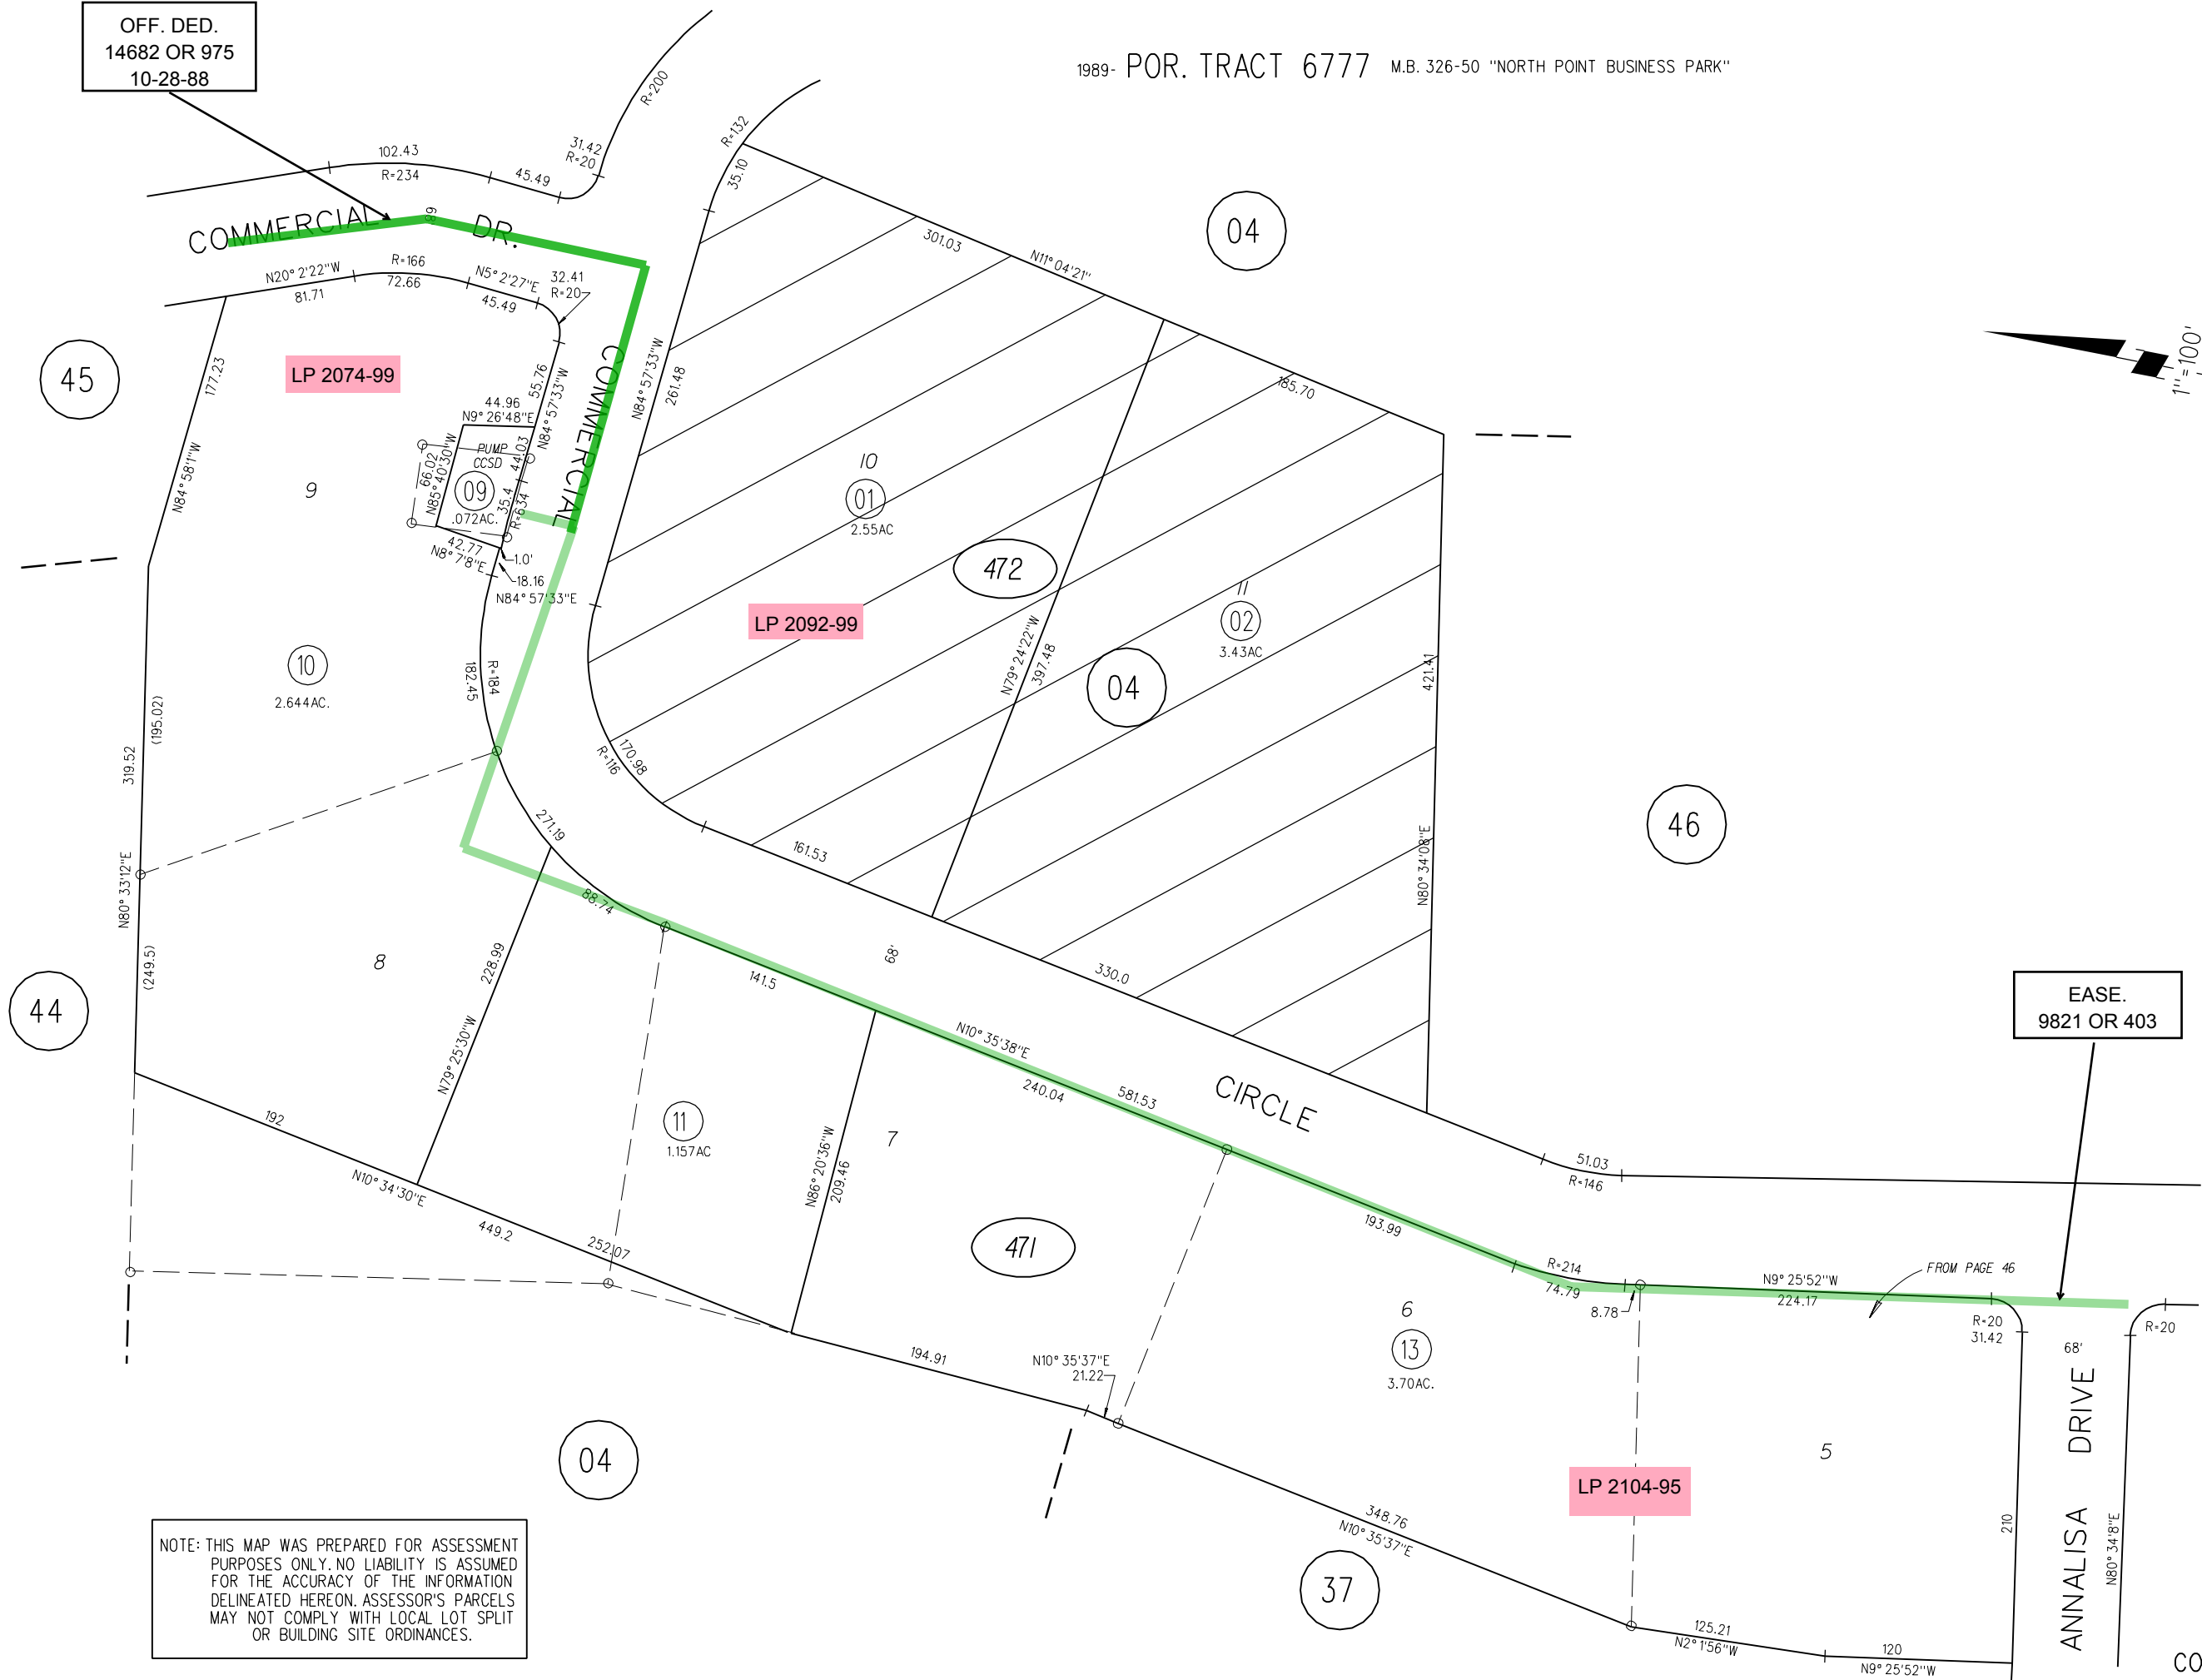 OFF. DED.
14682 OR 975
10-28-88
1989- POR. TRACT 6777 M.B. 326-50 "NORTH POINT BUSINESS PARK"
R=200
R=132
31.42
R=20
102.43
R=234
45.49
35.10
COMMERCIAL DR.
68
301.03
N11°04'21"
04
1"=100'
N20°2'22"W
81.71
R=166
72.66
N5°2'27"E
45.49
32.41
R=20
45
LP 2074-99
177.23
N84°58'1"W
55.76
N84°57'33"W
COMMERCIAL
N84°57'33"W
261.48
185.70
44.96
N9°26'48"E
PUMP
CCSD
44.03
66.02
N85°40'30"W
09
.072AC.
35.4
R=634
9
42.77
N8°7'8"E
1.0'
18.16
N84°57'33"E
10
01
2.55AC
472
11
02
3.43AC
LP 2092-99
N79°24'22"W
397.48
04
421.41
N80°34'08"E
10
2.644AC.
R=184
182.45
(195.02)
319.52
N80°33'12"E
(249.5)
170.98
R=116
271.19
161.53
46
88.74
8
228.99
N79°25'30"W
68'
141.5
330.0
44
EASE.
9821 OR 403
N10°35'38"E
240.04
581.53
CIRCLE
192
N10°34'30"E
449.2
252.07
11
1.157AC
7
N86°20'36"W
209.46
471
51.03
R=146
193.99
R=214
74.79
8.78
N9°25'52"W
224.17
FROM PAGE 46
R=20
31.42
68'
R=20
6
13
3.70AC.
194.91
N10°35'37"E
21.22
04
5
LP 2104-95
348.76
N10°35'37"E
37
210
ANNALISA DRIVE
N80°34'8"E
125.21
N2°1'56"W
120
N9°25'52"W
CO
NOTE: THIS MAP WAS PREPARED FOR ASSESSMENT
PURPOSES ONLY. NO LIABILITY IS ASSUMED
FOR THE ACCURACY OF THE INFORMATION
DELINEATED HEREON. ASSESSOR'S PARCELS
MAY NOT COMPLY WITH LOCAL LOT SPLIT
OR BUILDING SITE ORDINANCES.